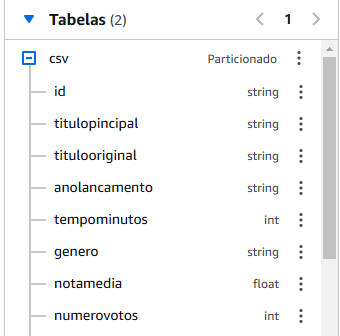 Tabelas (2) 1
csv Particionado
id string
titulopincipal string
titulooriginal string
anolancamento string
tempominutos int
genero string
notamedia float
numerovotos int